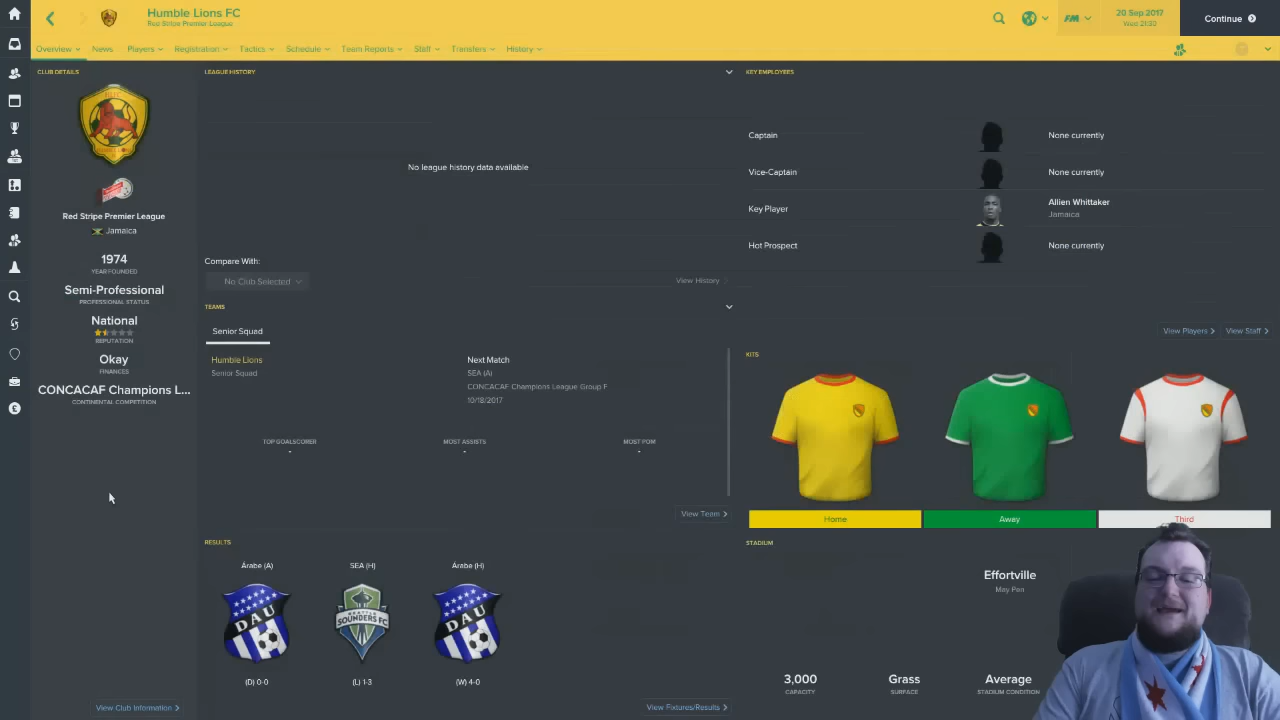 Humble Lions FC
Red Stripe Premier League
FM
20 Sep 2017
Continue
Overview
News
Players
Registration
Tactics
Schedule
Team Reports
Staff
Transfers
History
CLUB DETAILS
Red Stripe Premier League
Jamaica
1974
YEAR FOUNDED
Semi-Professional
PROFESSIONAL STATUS
National
REPUTATION
Okay
FINANCES
CONCACAF Champions L...
CONTINENTAL COMPETITION
View Club Information
LEAGUE HISTORY
No league history data available
Compare With:
No Club Selected
View History
TEAMS
Senior Squad
Humble Lions
Senior Squad
Next Match
SEA (A)
CONCACAF Champions League Group F
10/18/2017
TOP GOALSCORER
-
MOST ASSISTS
-
MOST POM
-
View Team
RESULTS
Árabe (A)
SEA (H)
Árabe (H)
DAU
SEATTLE
SOUNDERS FC
DAU
(D) 0-0
(L) 1-3
(W) 4-0
View Fixtures/Results
KEY EMPLOYEES
Captain
None currently
Vice-Captain
None currently
Key Player
Allien Whittaker
Jamaica
Hot Prospect
None currently
View Players
View Staff
KITS
Home
Away
Third
STADIUM
Effortville
May Pen
3,000
CAPACITY
Grass
SURFACE
Average
STADIUM CONDITION